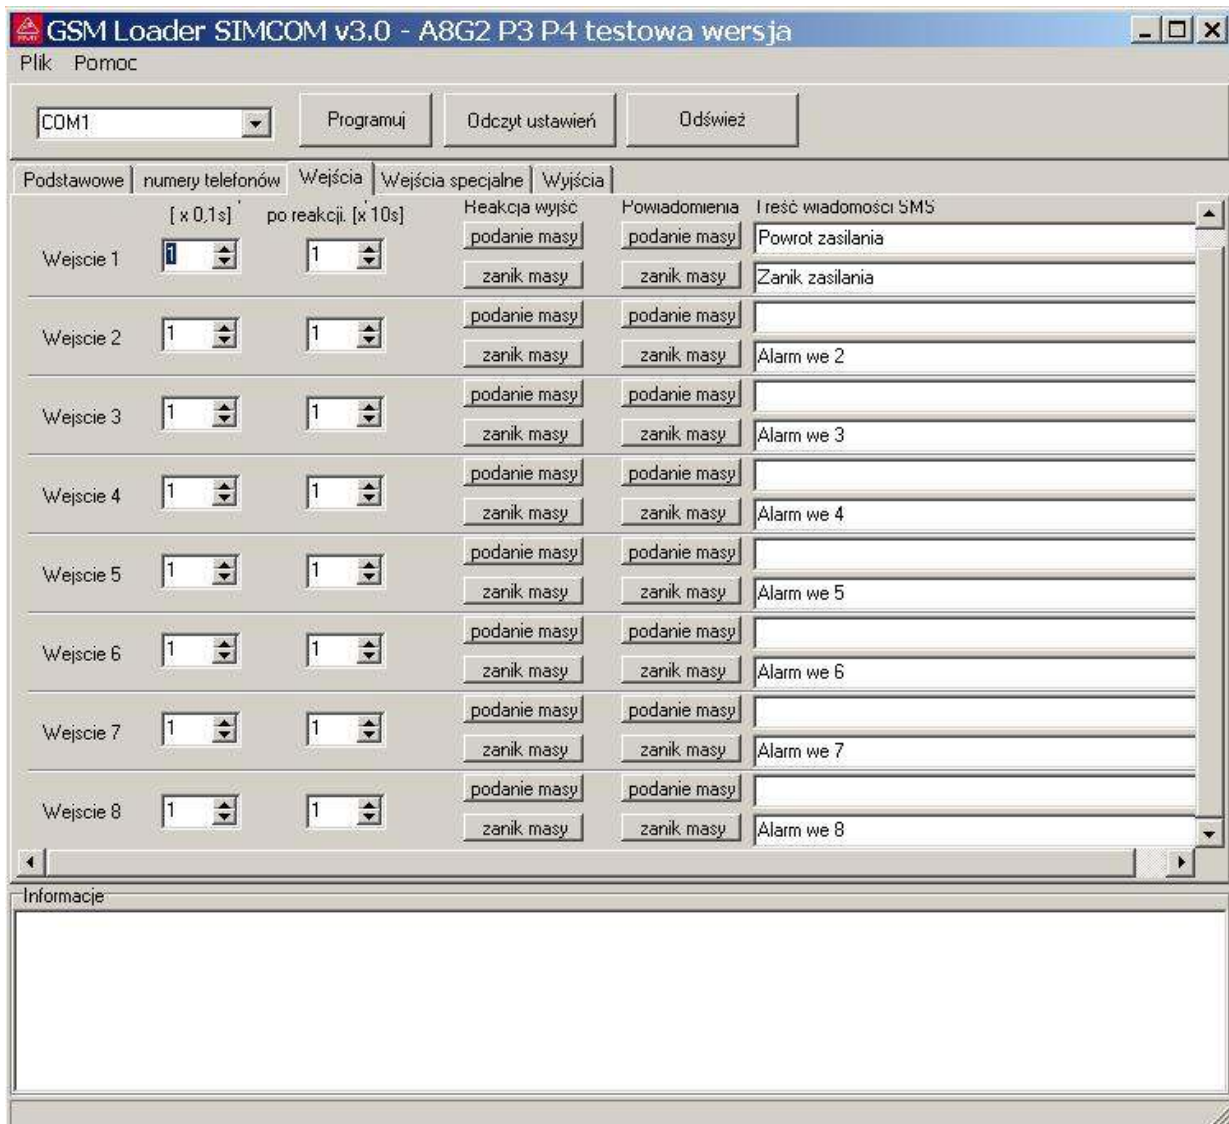 GSM Loader SIMCOM v3.0 - A8G2 P3 P4 testowa wersja
Plik Pomoc
COM1 Programuj Odczyt ustawień Odśwież
Podstawowe numery telefonów Wejścia Wejścia specjalne Wyjścia
[ x 0,1s] po reakcji. [x 10s] Reakcja wyjść Powiadomienia Treść wiadomości SMS
podanie masy podanie masy Powrot zasilania
Wejscie 1 1 1
zanik masy zanik masy Zanik zasilania
podanie masy podanie masy
Wejscie 2 1 1
zanik masy zanik masy Alarm we 2
podanie masy podanie masy
Wejscie 3 1 1
zanik masy zanik masy Alarm we 3
podanie masy podanie masy
Wejscie 4 1 1
zanik masy zanik masy Alarm we 4
podanie masy podanie masy
Wejscie 5 1 1
zanik masy zanik masy Alarm we 5
podanie masy podanie masy
Wejscie 6 1 1
zanik masy zanik masy Alarm we 6
podanie masy podanie masy
Wejscie 7 1 1
zanik masy zanik masy Alarm we 7
podanie masy podanie masy
Wejscie 8 1 1
zanik masy zanik masy Alarm we 8
Informacje